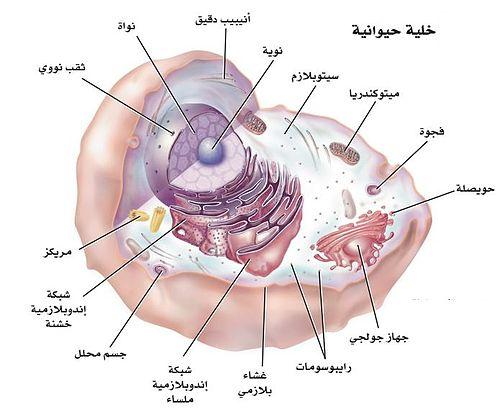 خلية حيوانية
أنيبيب دقيق
نواة
نوية
ثقب نووي
سيتوبلازم
ميتوكندريا
فجوة
حويصلة
مريكز
شبكة
إندوبلازمية
خشنة
جسم محلل
شبكة
إندوبلازمية
ملساء
غشاء
بلازمي
رايبوسومات
جهاز جولجي